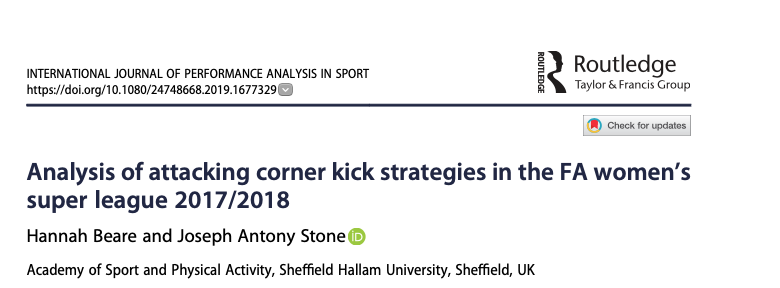 INTERNATIONAL JOURNAL OF PERFORMANCE ANALYSIS IN SPORT
https://doi.org/10.1080/24748668.2019.1677329
ROUTLEDGE
Routledge
Taylor & Francis Group
Check for updates
Analysis of attacking corner kick strategies in the FA women’s
super league 2017/2018
Hannah Beare and Joseph Antony Stone iD
Academy of Sport and Physical Activity, Sheffield Hallam University, Sheffield, UK